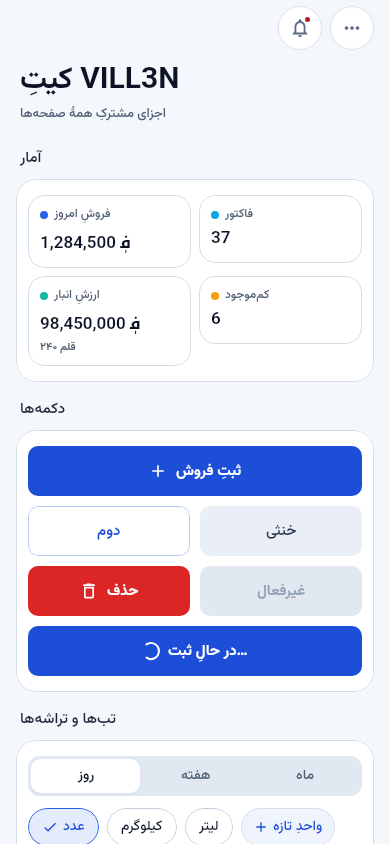 کیتِ VILL3N
اجزای مشترکِ همهٔ صفحه‌ها
آمار
فروشِ امروز
1,284,500 ؋
فاکتور
37
ارزشِ انبار
98,450,000 ؋
۲۴۰ قلم
کم‌موجود
6
دکمه‌ها
ثبتِ فروش
دوم
خنثی
حذف
غیرفعال
در حالِ ثبت…
تب‌ها و تراشه‌ها
روز
هفته
ماه
عدد
کیلوگرم
لیتر
واحدِ تازه